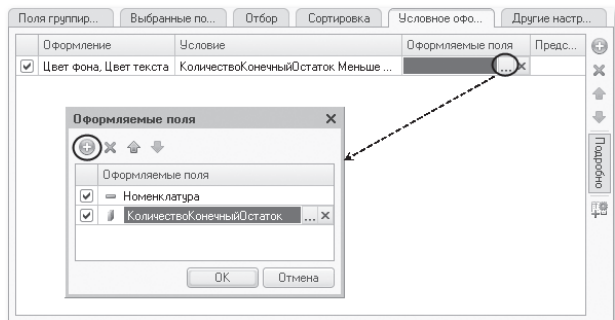 Поля группир... Выбранные по... Отбор Сортировка Условное офо... Другие настр...
Оформление Условие Оформляемые поля Предс...
Цвет фона, Цвет текста КоличествоКонечныйОстаток Меньше ... ... ×
Подробно
Оформляемые поля ×
Оформляемые поля
Номенклатура
КоличествоКонечныйОстаток ... ×
OK Отмена